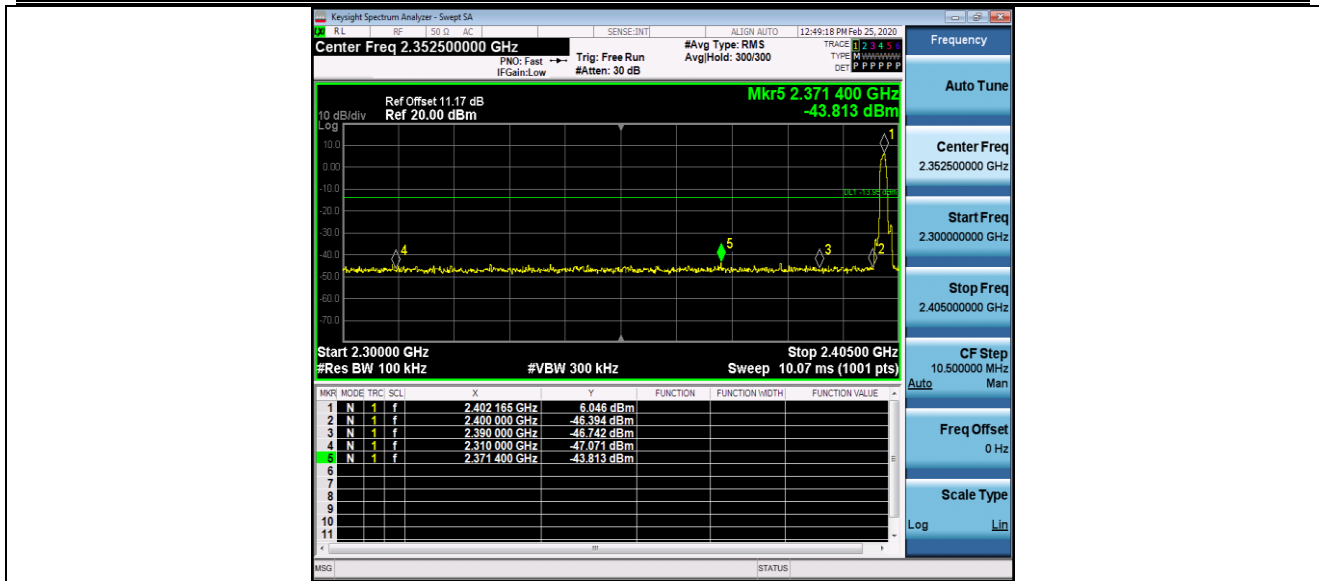 Keysight Spectrum Analyzer - Swept SA
RL RF 50 Ω AC SENSE:INT ALIGN AUTO 12:49:18 PM Feb 25, 2020
Center Freq 2.352500000 GHz
PNO: Fast
IFGain:Low
Trig: Free Run
#Atten: 30 dB
#Avg Type: RMS
Avg|Hold: 300/300
TRACE 1 2 3 4 5 6
TYPE M WWWWW
DET P P P P P P
Frequency
Mkr5 2.371 400 GHz
-43.813 dBm
Ref Offset 11.17 dB
10 dB/div Ref 20.00 dBm
Log
10.0
0.00
-10.0
-20.0
-30.0
-40.0
-50.0
-60.0
-70.0
1
DL1 -13.95 dBm
4
5
3
2
Start 2.30000 GHz Stop 2.40500 GHz
#Res BW 100 kHz #VBW 300 kHz Sweep 10.07 ms (1001 pts)
MKR MODE TRC SCL X Y FUNCTION FUNCTION WIDTH FUNCTION VALUE
1 N 1 f 2.402 165 GHz 6.046 dBm
2 N 1 f 2.400 000 GHz -46.394 dBm
3 N 1 f 2.390 000 GHz -46.742 dBm
4 N 1 f 2.310 000 GHz -47.071 dBm
5 N 1 f 2.371 400 GHz -43.813 dBm
6
7
8
9
10
11
MSG STATUS
Auto Tune
Center Freq
2.352500000 GHz
Start Freq
2.300000000 GHz
Stop Freq
2.405000000 GHz
CF Step
10.500000 MHz
Auto Man
Freq Offset
0 Hz
Scale Type
Log Lin